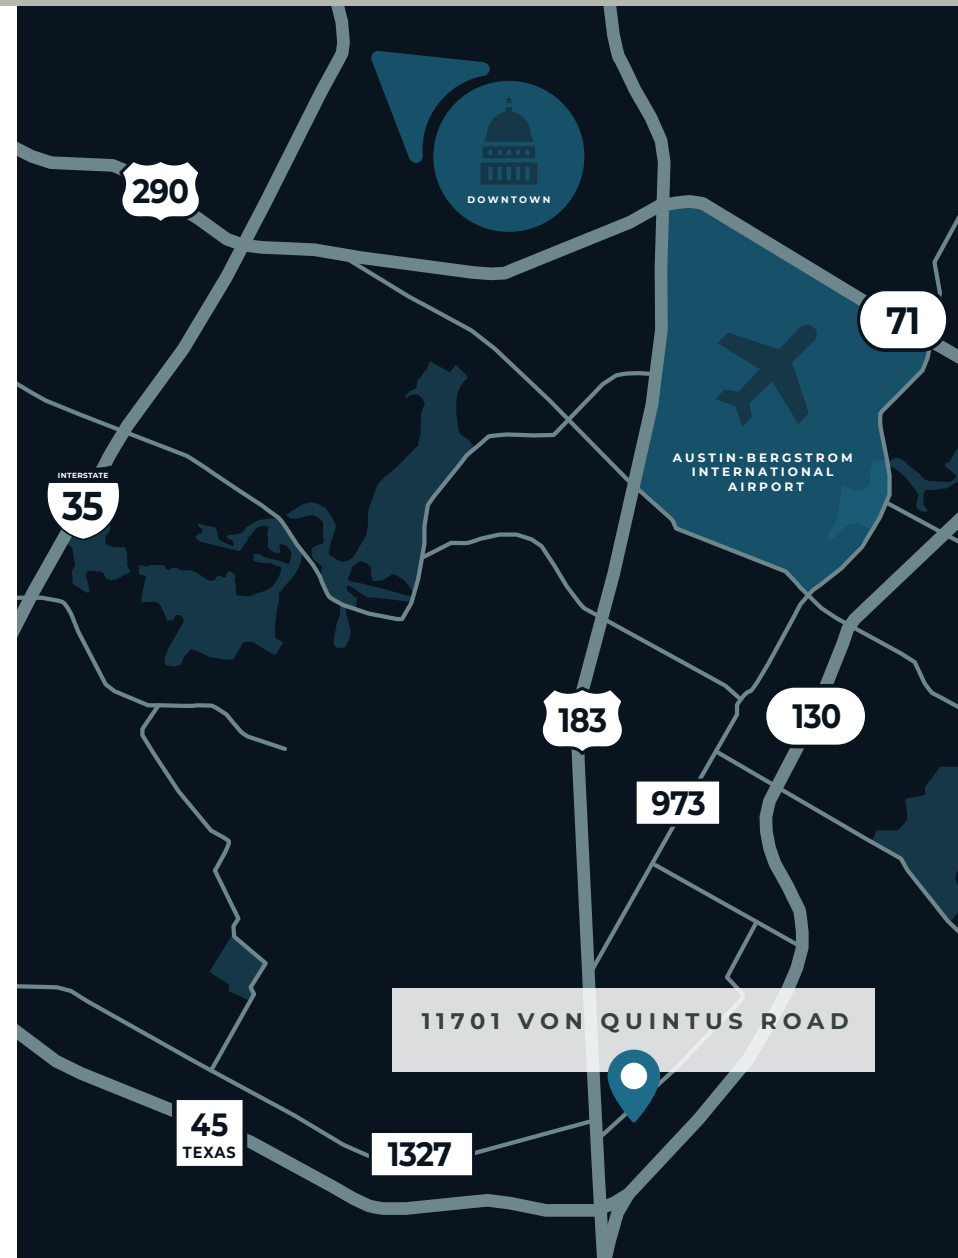 DOWNTOWN
290
71
AUSTIN-BERGSTROM
INTERNATIONAL
AIRPORT
INTERSTATE
35
183
130
973
11701 VON QUINTUS ROAD
45
TEXAS
1327